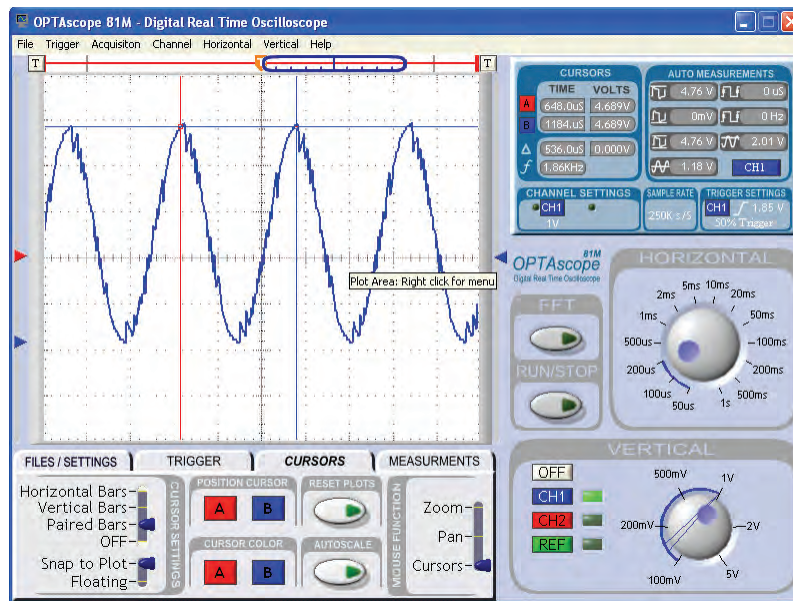 OPTAscope 81M - Digital Real Time Oscilloscope
File Trigger Acquisiton Channel Horizontal Vertical Help
T T
Plot Area: Right click for menu
CURSORS
TIME VOLTS
A 648.0uS 4.689V
B 1184.uS 4.689V
Δ 536.0uS 0.000V
f 1.86KHz
AUTO MEASUREMENTS
4.76 V 0 uS
0mV 0 Hz
4.76 V 2.01 V
1.18 V CH1
CHANNEL SETTINGS
CH1
1V
SAMPLE RATE
250K s/S
TRIGGER SETTINGS
CH1 1.85 V
50% Trigger
OPTAscope 81M
Digital Real Time Oscilloscope
FFT
RUN/STOP
HORIZONTAL
50us
100us
200us
500us
1ms
2ms
5ms
10ms
20ms
50ms
100ms
200ms
500ms
1s
VERTICAL
OFF
CH1
CH2
REF
100mV
200mV
500mV
1V
2V
5V
FILES / SETTINGS TRIGGER CURSORS MEASURMENTS
Horizontal Bars
Vertical Bars
Paired Bars
OFF
Snap to Plot
Floating
CURSOR SETTINGS
POSITION CURSOR
A B
CURSOR COLOR
A B
RESET PLOTS
AUTOSCALE
MOUSE FUNCTION
Zoom
Pan
Cursors